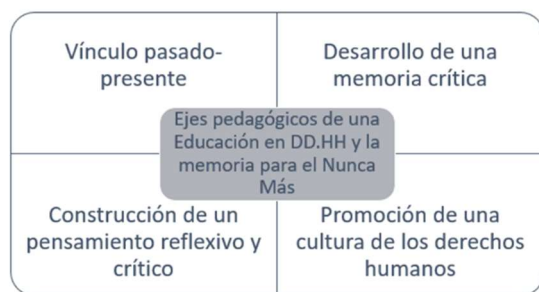 Vínculo pasado-
presente
Desarrollo de una
memoria crítica
Ejes pedagógicos de una
Educación en DD.HH y la
memoria para el Nunca
Más
Construcción de un
pensamiento reflexivo y
crítico
Promoción de una
cultura de los derechos
humanos